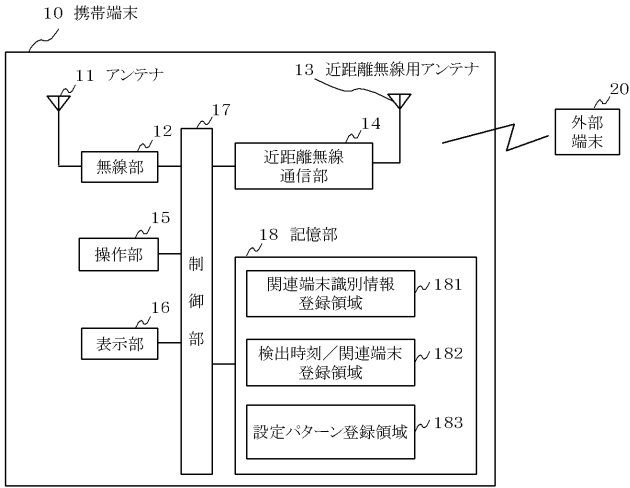 10 携帯端末
11 アンテナ
13 近距離無線用アンテナ
20
外部
端末
12
無線部
17
制御部
14
近距離無線
通信部
15
操作部
16
表示部
18 記憶部
関連端末識別情報
登録領域
181
検出時刻／関連端末
登録領域
182
設定パターン登録領域
183